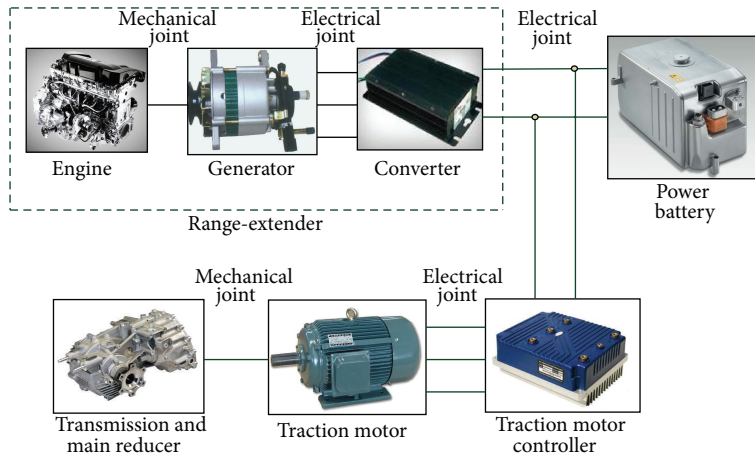 Mechanical
joint
Electrical
joint
Electrical
joint
Engine
Generator
Converter
Power
battery
Range-extender
Mechanical
joint
Electrical
joint
Transmission and
main reducer
Traction motor
Traction motor
controller